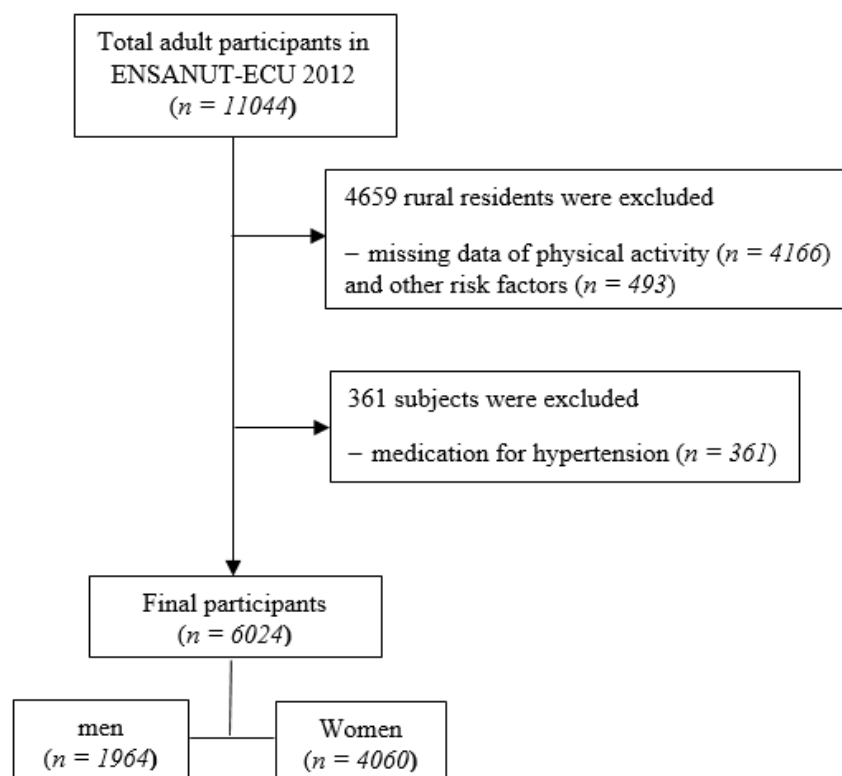 Total adult participants in
ENSANUT-ECU 2012
(n = 11044)
4659 rural residents were excluded
– missing data of physical activity (n = 4166)
and other risk factors (n = 493)
361 subjects were excluded
– medication for hypertension (n = 361)
Final participants
(n = 6024)
men
(n = 1964)
Women
(n = 4060)